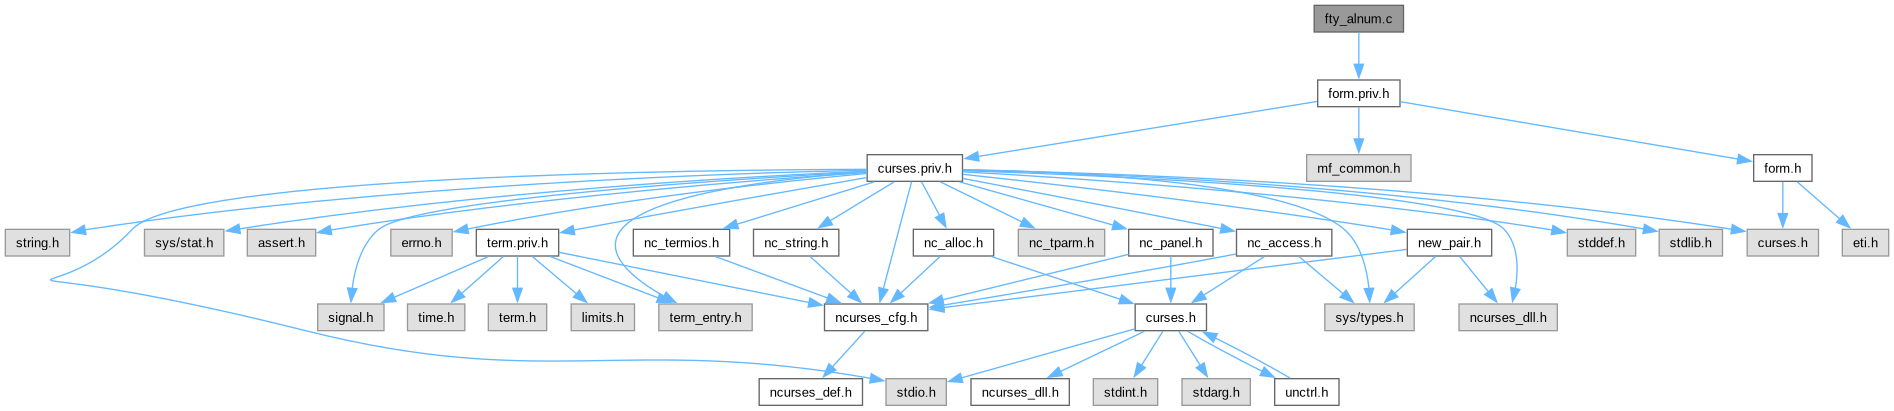 fty_alnum.c
form.priv.h
curses.priv.h
mf_common.h
form.h
string.h
sys/stat.h
assert.h
errno.h
term.priv.h
nc_termios.h
nc_string.h
nc_alloc.h
nc_tparm.h
nc_panel.h
nc_access.h
new_pair.h
stddef.h
stdlib.h
curses.h
eti.h
signal.h
time.h
term.h
limits.h
term_entry.h
ncurses_cfg.h
curses.h
sys/types.h
ncurses_dll.h
ncurses_def.h
stdio.h
ncurses_dll.h
stdint.h
stdarg.h
unctrl.h